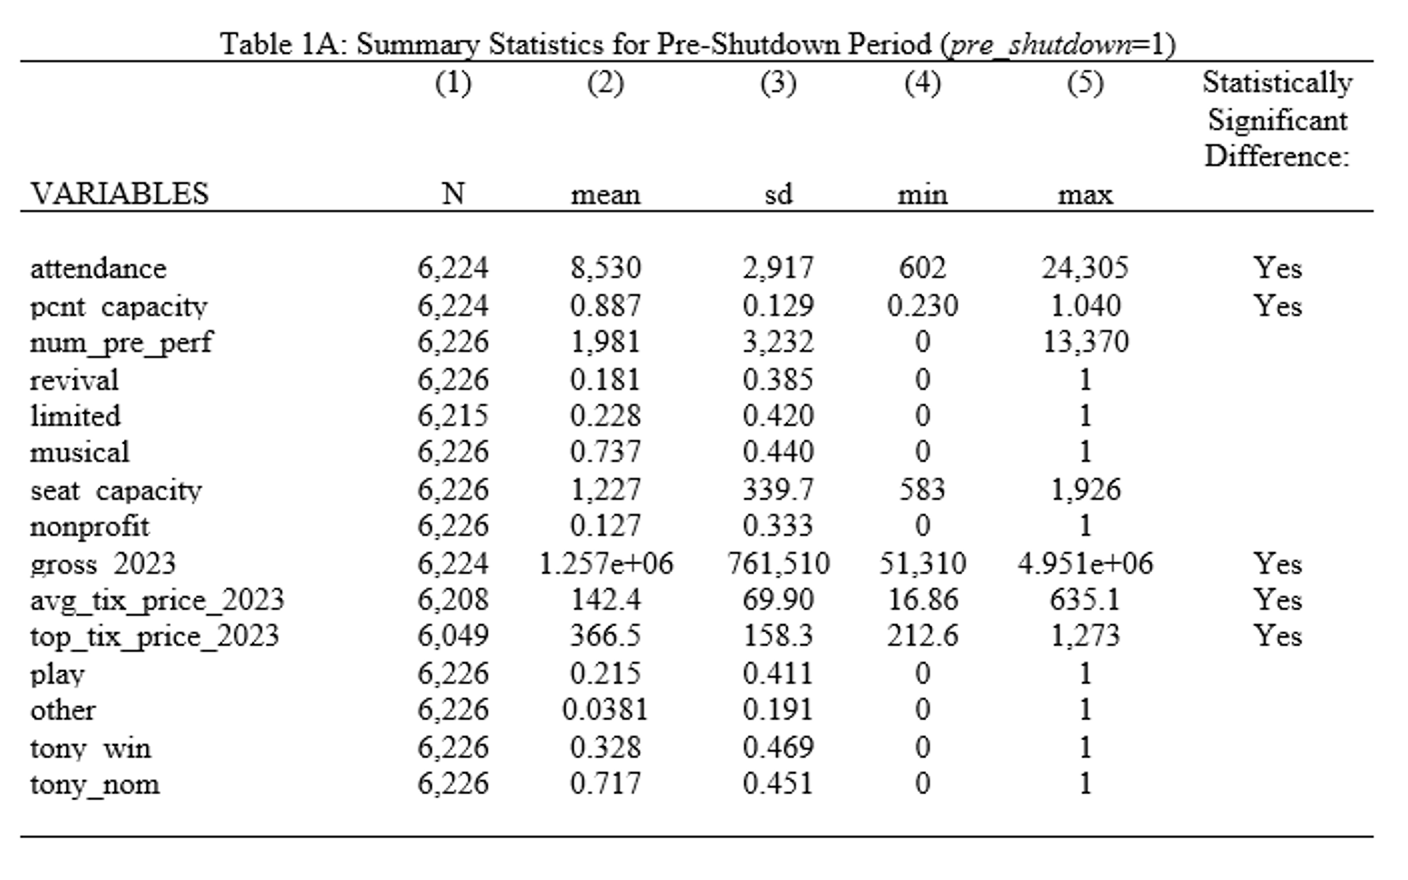 Table 1A: Summary Statistics for Pre-Shutdown Period (pre_shutdown=1)
(1) (2) (3) (4) (5) Statistically
Significant
Difference:
VARIABLES N mean sd min max
attendance 6,224 8,530 2,917 602 24,305 Yes
pcnt_capacity 6,224 0.887 0.129 0.230 1.040 Yes
num_pre_perf 6,226 1,981 3,232 0 13,370
revival 6,226 0.181 0.385 0 1
limited 6,215 0.228 0.420 0 1
musical 6,226 0.737 0.440 0 1
seat_capacity 6,226 1,227 339.7 583 1,926
nonprofit 6,226 0.127 0.333 0 1
gross_2023 6,224 1.257e+06 761,510 51,310 4.951e+06 Yes
avg_tix_price_2023 6,208 142.4 69.90 16.86 635.1 Yes
top_tix_price_2023 6,049 366.5 158.3 212.6 1,273 Yes
play 6,226 0.215 0.411 0 1
other 6,226 0.0381 0.191 0 1
tony_win 6,226 0.328 0.469 0 1
tony_nom 6,226 0.717 0.451 0 1